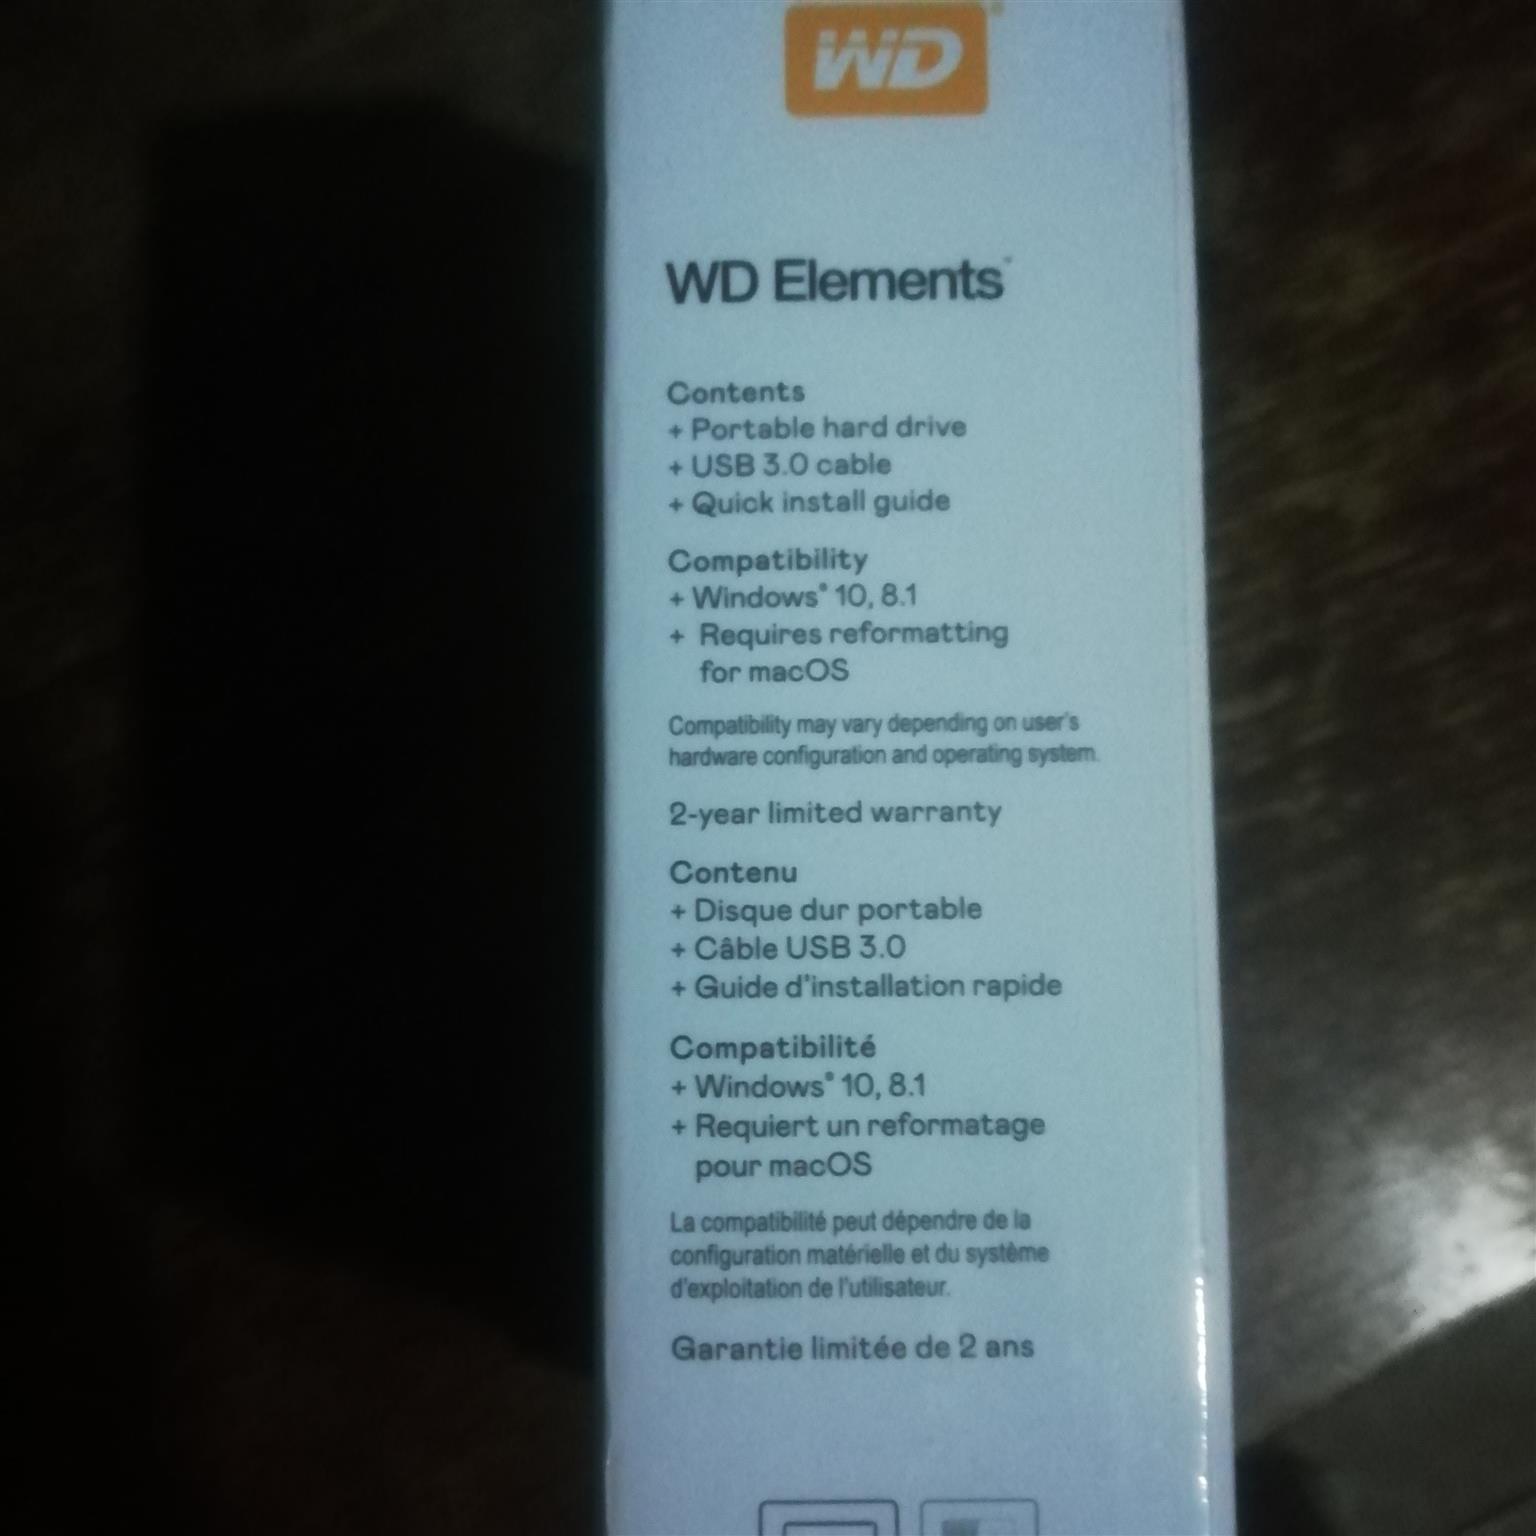 WD
WD Elements
Contents
+ Portable hard drive
+ USB 3.0 cable
+ Quick install guide
Compatibility
+ Windows® 10, 8.1
+ Requires reformatting
for macOS
Compatibility may vary depending on user's
hardware configuration and operating system.
2-year limited warranty
Contenu
+ Disque dur portable
+ Câble USB 3.0
+ Guide d'installation rapide
Compatibilité
+ Windows® 10, 8.1
+ Requiert un reformatage
pour macOS
La compatibilité peut dépendre de la
configuration matérielle et du système
d'exploitation de l'utilisateur.
Garantie limitée de 2 ans